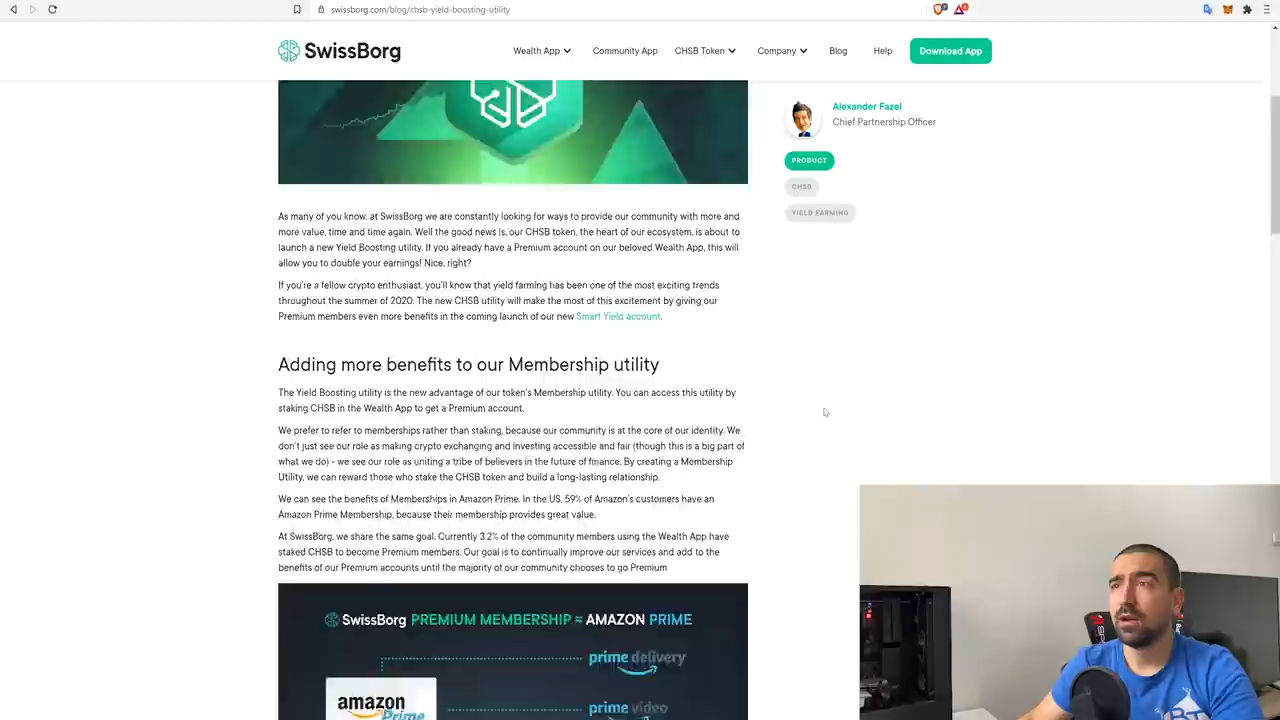 swissborg.com/blog/chsb-yield-boosting-utility
SwissBorg
Wealth App
Community App
CHSB Token
Company
Blog
Help
Download App
Alexander Fazel
Chief Partnership Officer
PRODUCT
CHSB
YIELD FARMING
As many of you know, at SwissBorg we are constantly looking for ways to provide our community with more and
more value, time and time again. Well the good news is, our CHSB token, the heart of our ecosystem, is about to
launch a new Yield Boosting utility. If you already have a Premium account on our beloved Wealth App, this will
allow you to double your earnings! Nice, right?
If you're a fellow crypto enthusiast, you'll know that yield farming has been one of the most exciting trends
throughout the summer of 2020. The new CHSB utility will make the most of this excitement by giving our
Premium members even more benefits in the coming launch of our new Smart Yield account.
Adding more benefits to our Membership utility
The Yield Boosting utility is the new advantage of our token's Membership utility. You can access this utility by
staking CHSB in the Wealth App to get a Premium account.
We prefer to refer to memberships rather than staking, because our community is at the core of our identity. We
don't just see our role as making crypto exchanging and investing accessible and fair (though this is a big part of
what we do) - we see our role as uniting a tribe of believers in the future of finance. By creating a Membership
Utility, we can reward those who stake the CHSB token and build a long-lasting relationship.
We can see the benefits of Memberships in Amazon Prime. In the US, 59% of Amazon's customers have an
Amazon Prime Membership, because their membership provides great value.
At SwissBorg, we share the same goal. Currently 3.2% of the community members using the Wealth App have
staked CHSB to become Premium members. Our goal is to continually improve our services and add to the
benefits of our Premium accounts until the majority of our community chooses to go Premium.
SwissBorg PREMIUM MEMBERSHIP ≈ AMAZON PRIME
prime delivery
amazon
Prime
prime video